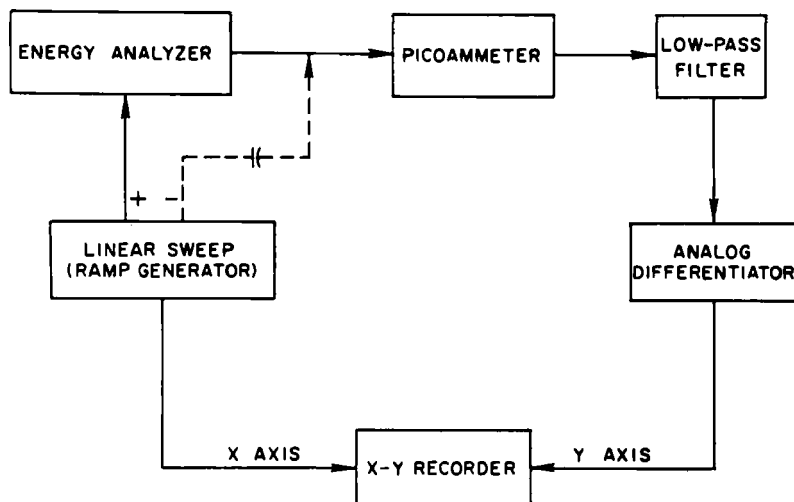 ENERGY ANALYZER
PICOAMMETER
LOW-PASS
FILTER
+ -
LINEAR SWEEP
(RAMP GENERATOR)
ANALOG
DIFFERENTIATOR
X AXIS
X-Y RECORDER
Y AXIS